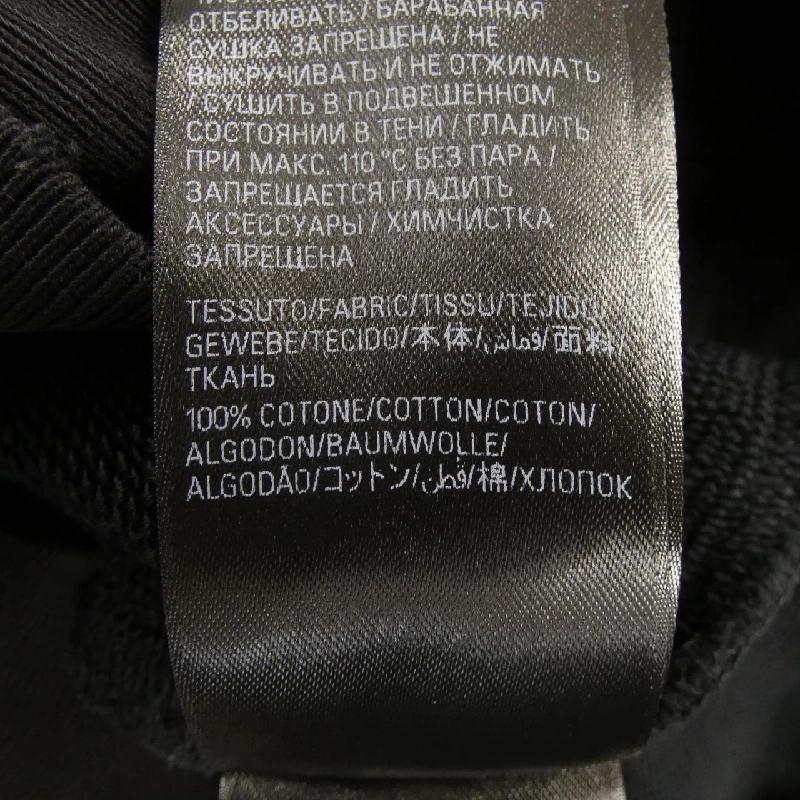 ОТБЕЛИВАТЬ / БАРАБАННАЯ
СУШКА ЗАПРЕЩЕНА / НЕ
ВЫКРУЧИВАТЬ И НЕ ОТЖИМАТЬ
/ СУШИТЬ В ПОДВЕШЕННОМ
СОСТОЯНИИ В ТЕНИ / ГЛАДИТЬ
ПРИ МАКС. 110 °C БЕЗ ПАРА /
ЗАПРЕЩАЕТСЯ ГЛАДИТЬ
АКСЕССУАРЫ / ХИМЧИСТКА
ЗАПРЕЩЕНА
TESSUTO/FABRIC/TISSU/TEJIDO/
GEWEBE/TECIDO/本体/قماش/面料/
ТКАНЬ
100% COTONE/COTTON/COTON/
ALGODON/BAUMWOLLE/
ALGODÃO/コットン/قطن/棉/ХЛОПОК